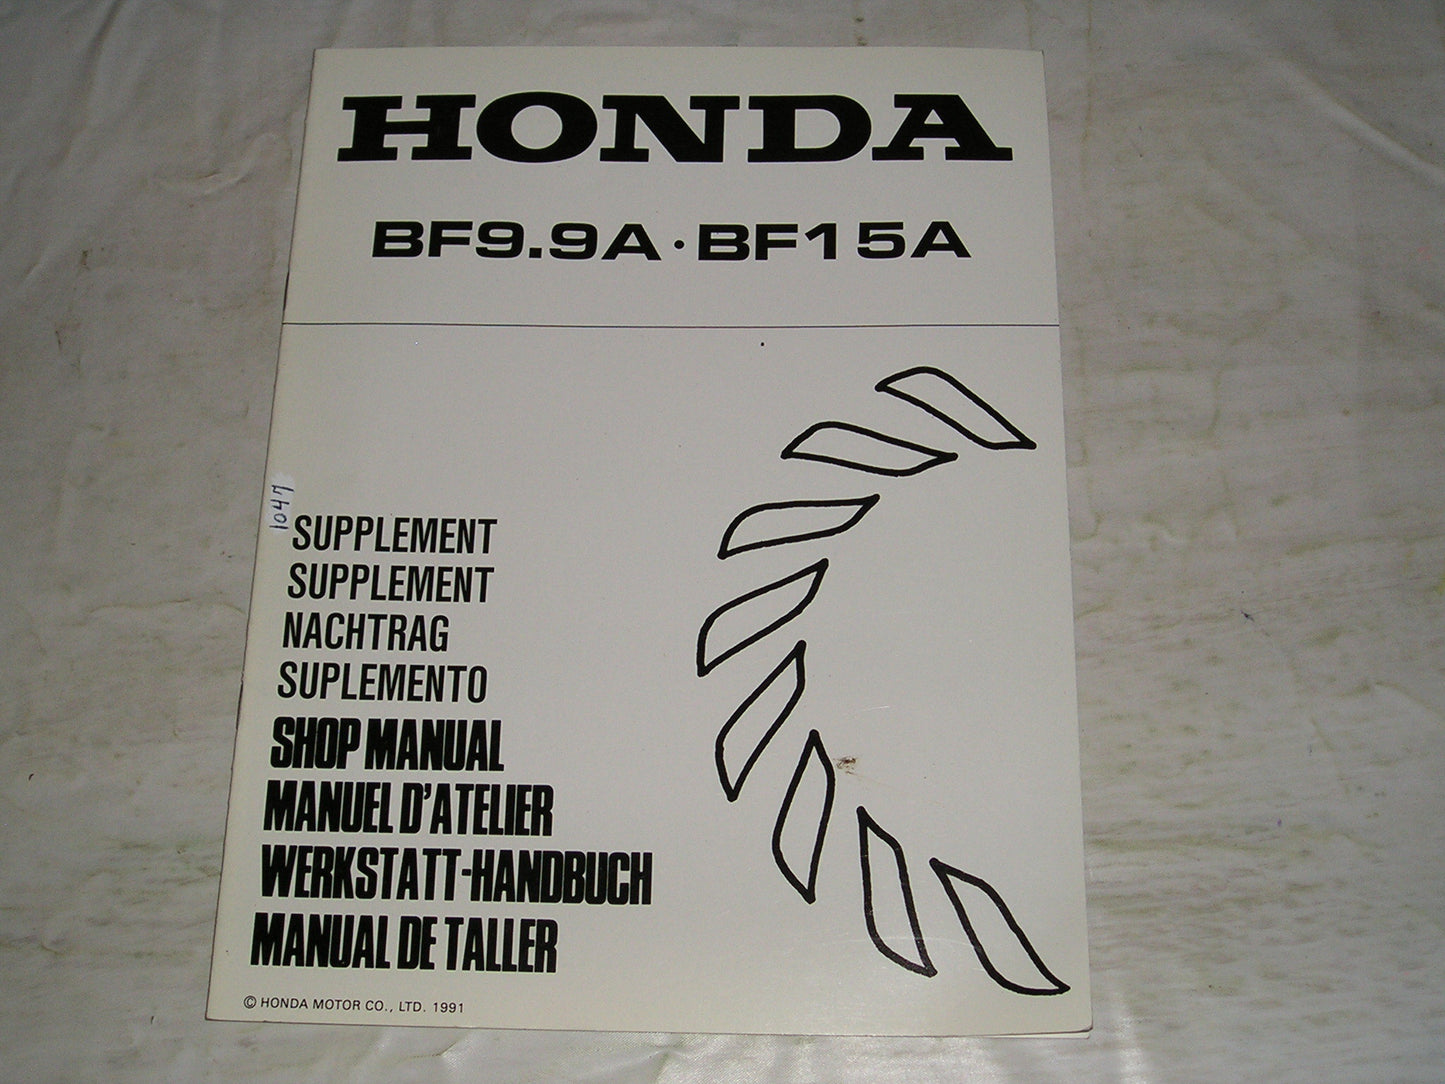 HONDA
BF9.9A · BF15A
1047
SUPPLEMENT
SUPPLEMENT
NACHTRAG
SUPLEMENTO
SHOP MANUAL
MANUEL D'ATELIER
WERKSTATT-HANDBUCH
MANUAL DE TALLER
© HONDA MOTOR CO., LTD. 1991